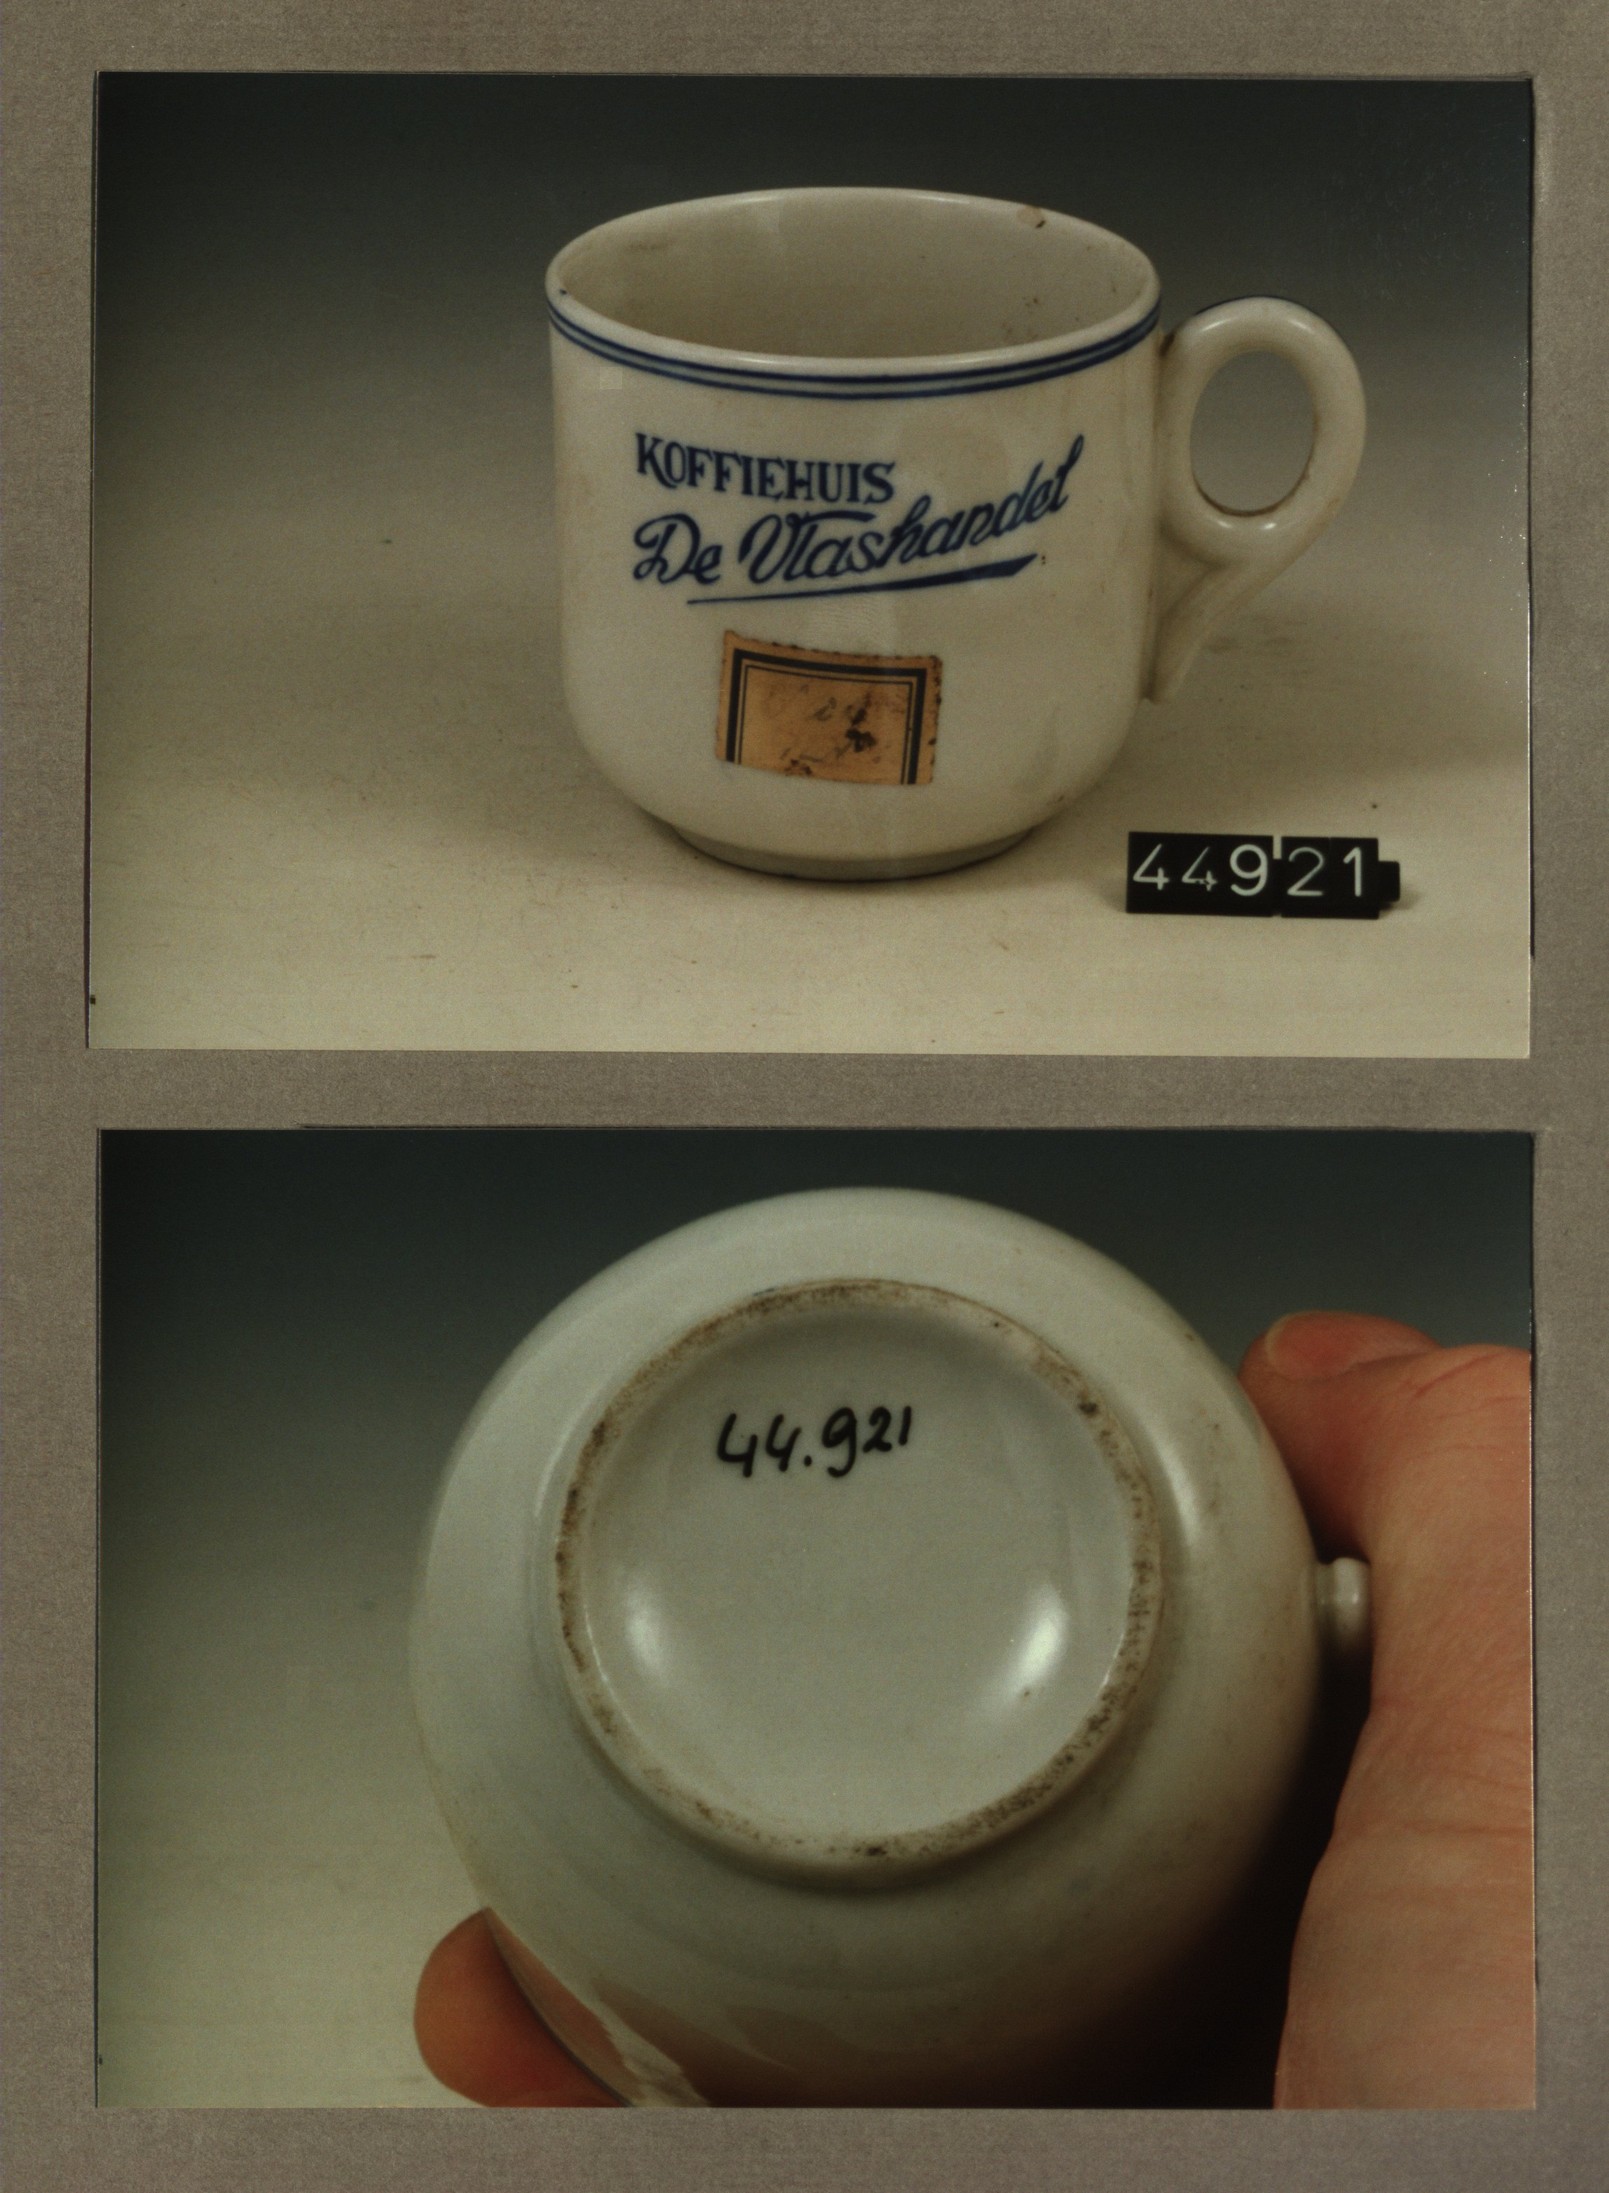 KOFFIEHUIS
De Vlashandel
44921
44.921